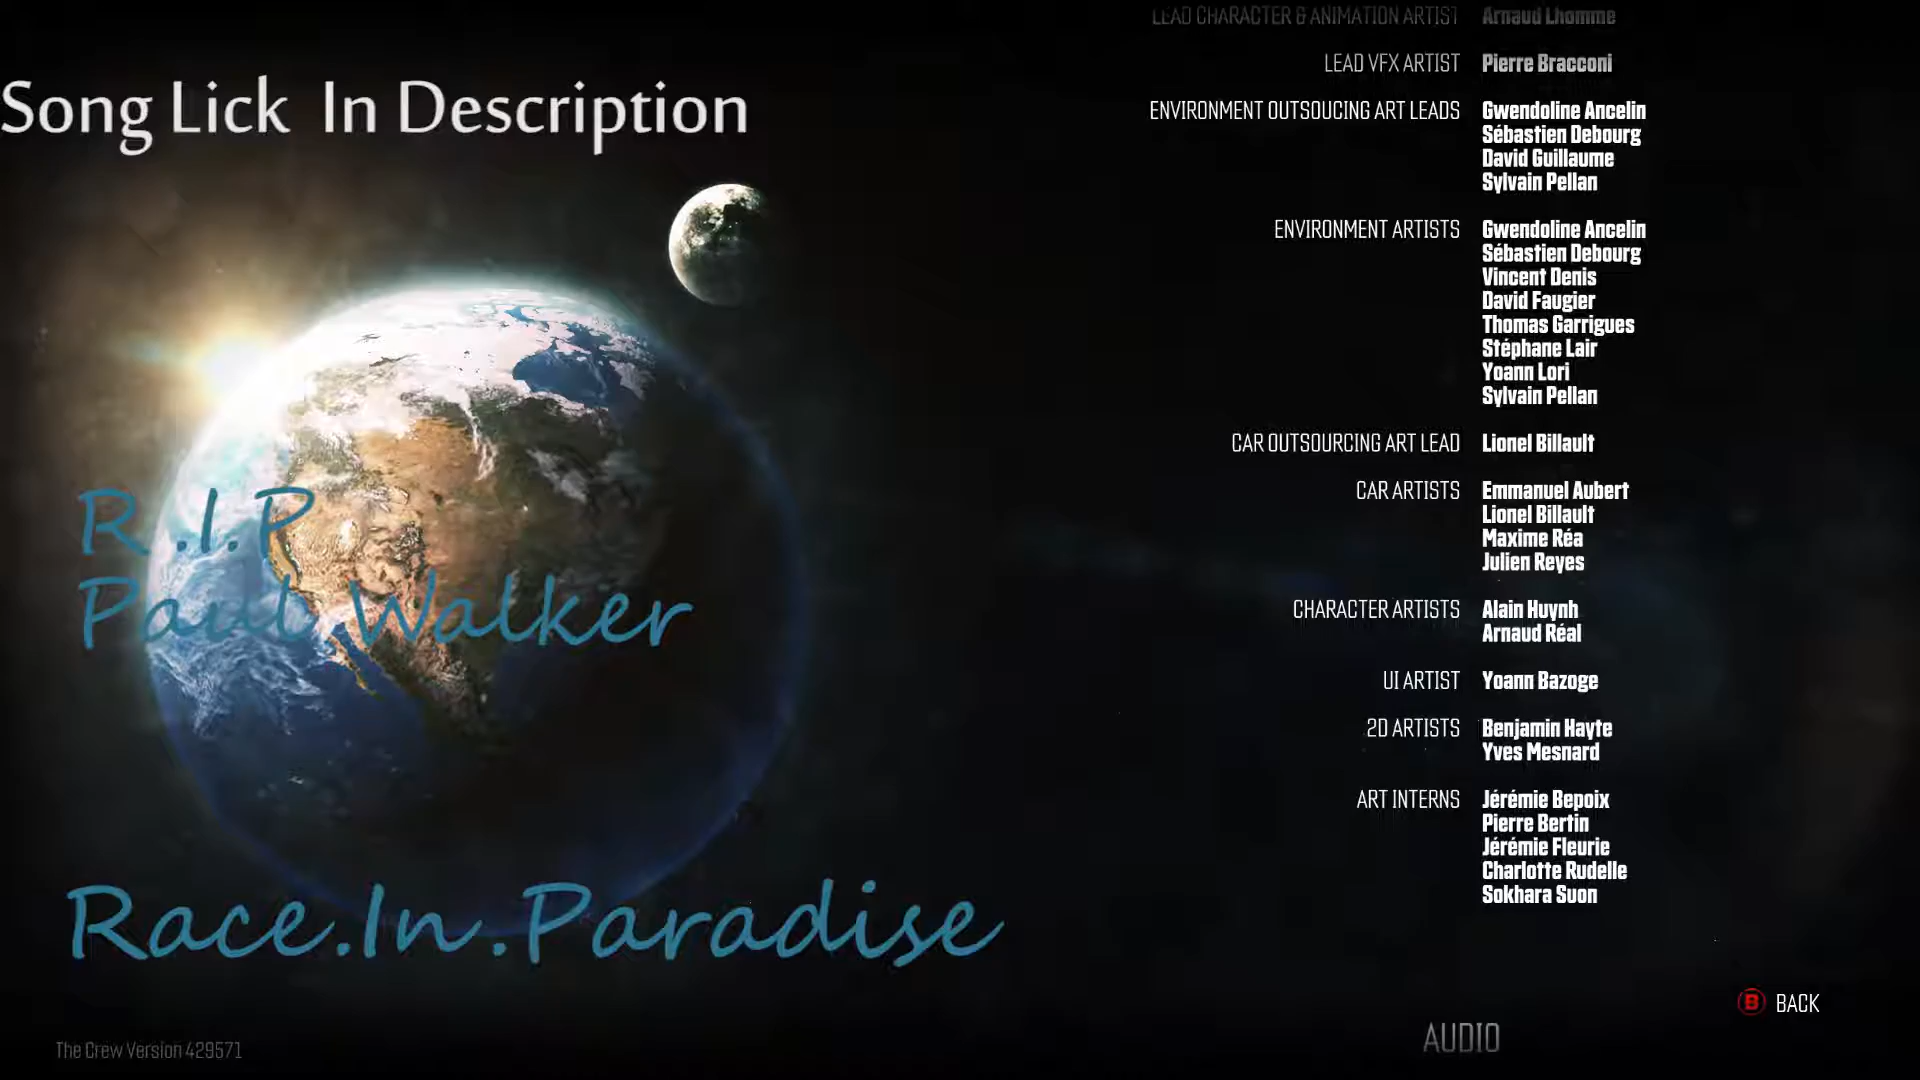 Song Lick In Description
R.I.P
Paul Walker
Race.In.Paradise
The Crew Version 429571
LEAD CHARACTER & ANIMATION ARTIST Arnaud Lhomme
LEAD VFX ARTIST Pierre Bracconi
ENVIRONMENT OUTSOUCING ART LEADS Gwendoline Ancelin
Sébastien Debourg
David Guillaume
Sylvain Pellan
ENVIRONMENT ARTISTS Gwendoline Ancelin
Sébastien Debourg
Vincent Denis
David Faugier
Thomas Garrigues
Stéphane Lair
Yoann Lori
Sylvain Pellan
CAR OUTSOURCING ART LEAD Lionel Billault
CAR ARTISTS Emmanuel Aubert
Lionel Billault
Maxime Réa
Julien Reyes
CHARACTER ARTISTS Alain Huynh
Arnaud Réal
UI ARTIST Yoann Bazoge
2D ARTISTS Benjamin Hayte
Yves Mesnard
ART INTERNS Jérémie Bepoix
Pierre Bertin
Jérémie Fleurie
Charlotte Rudelle
Sokhara Suon
B BACK
AUDIO